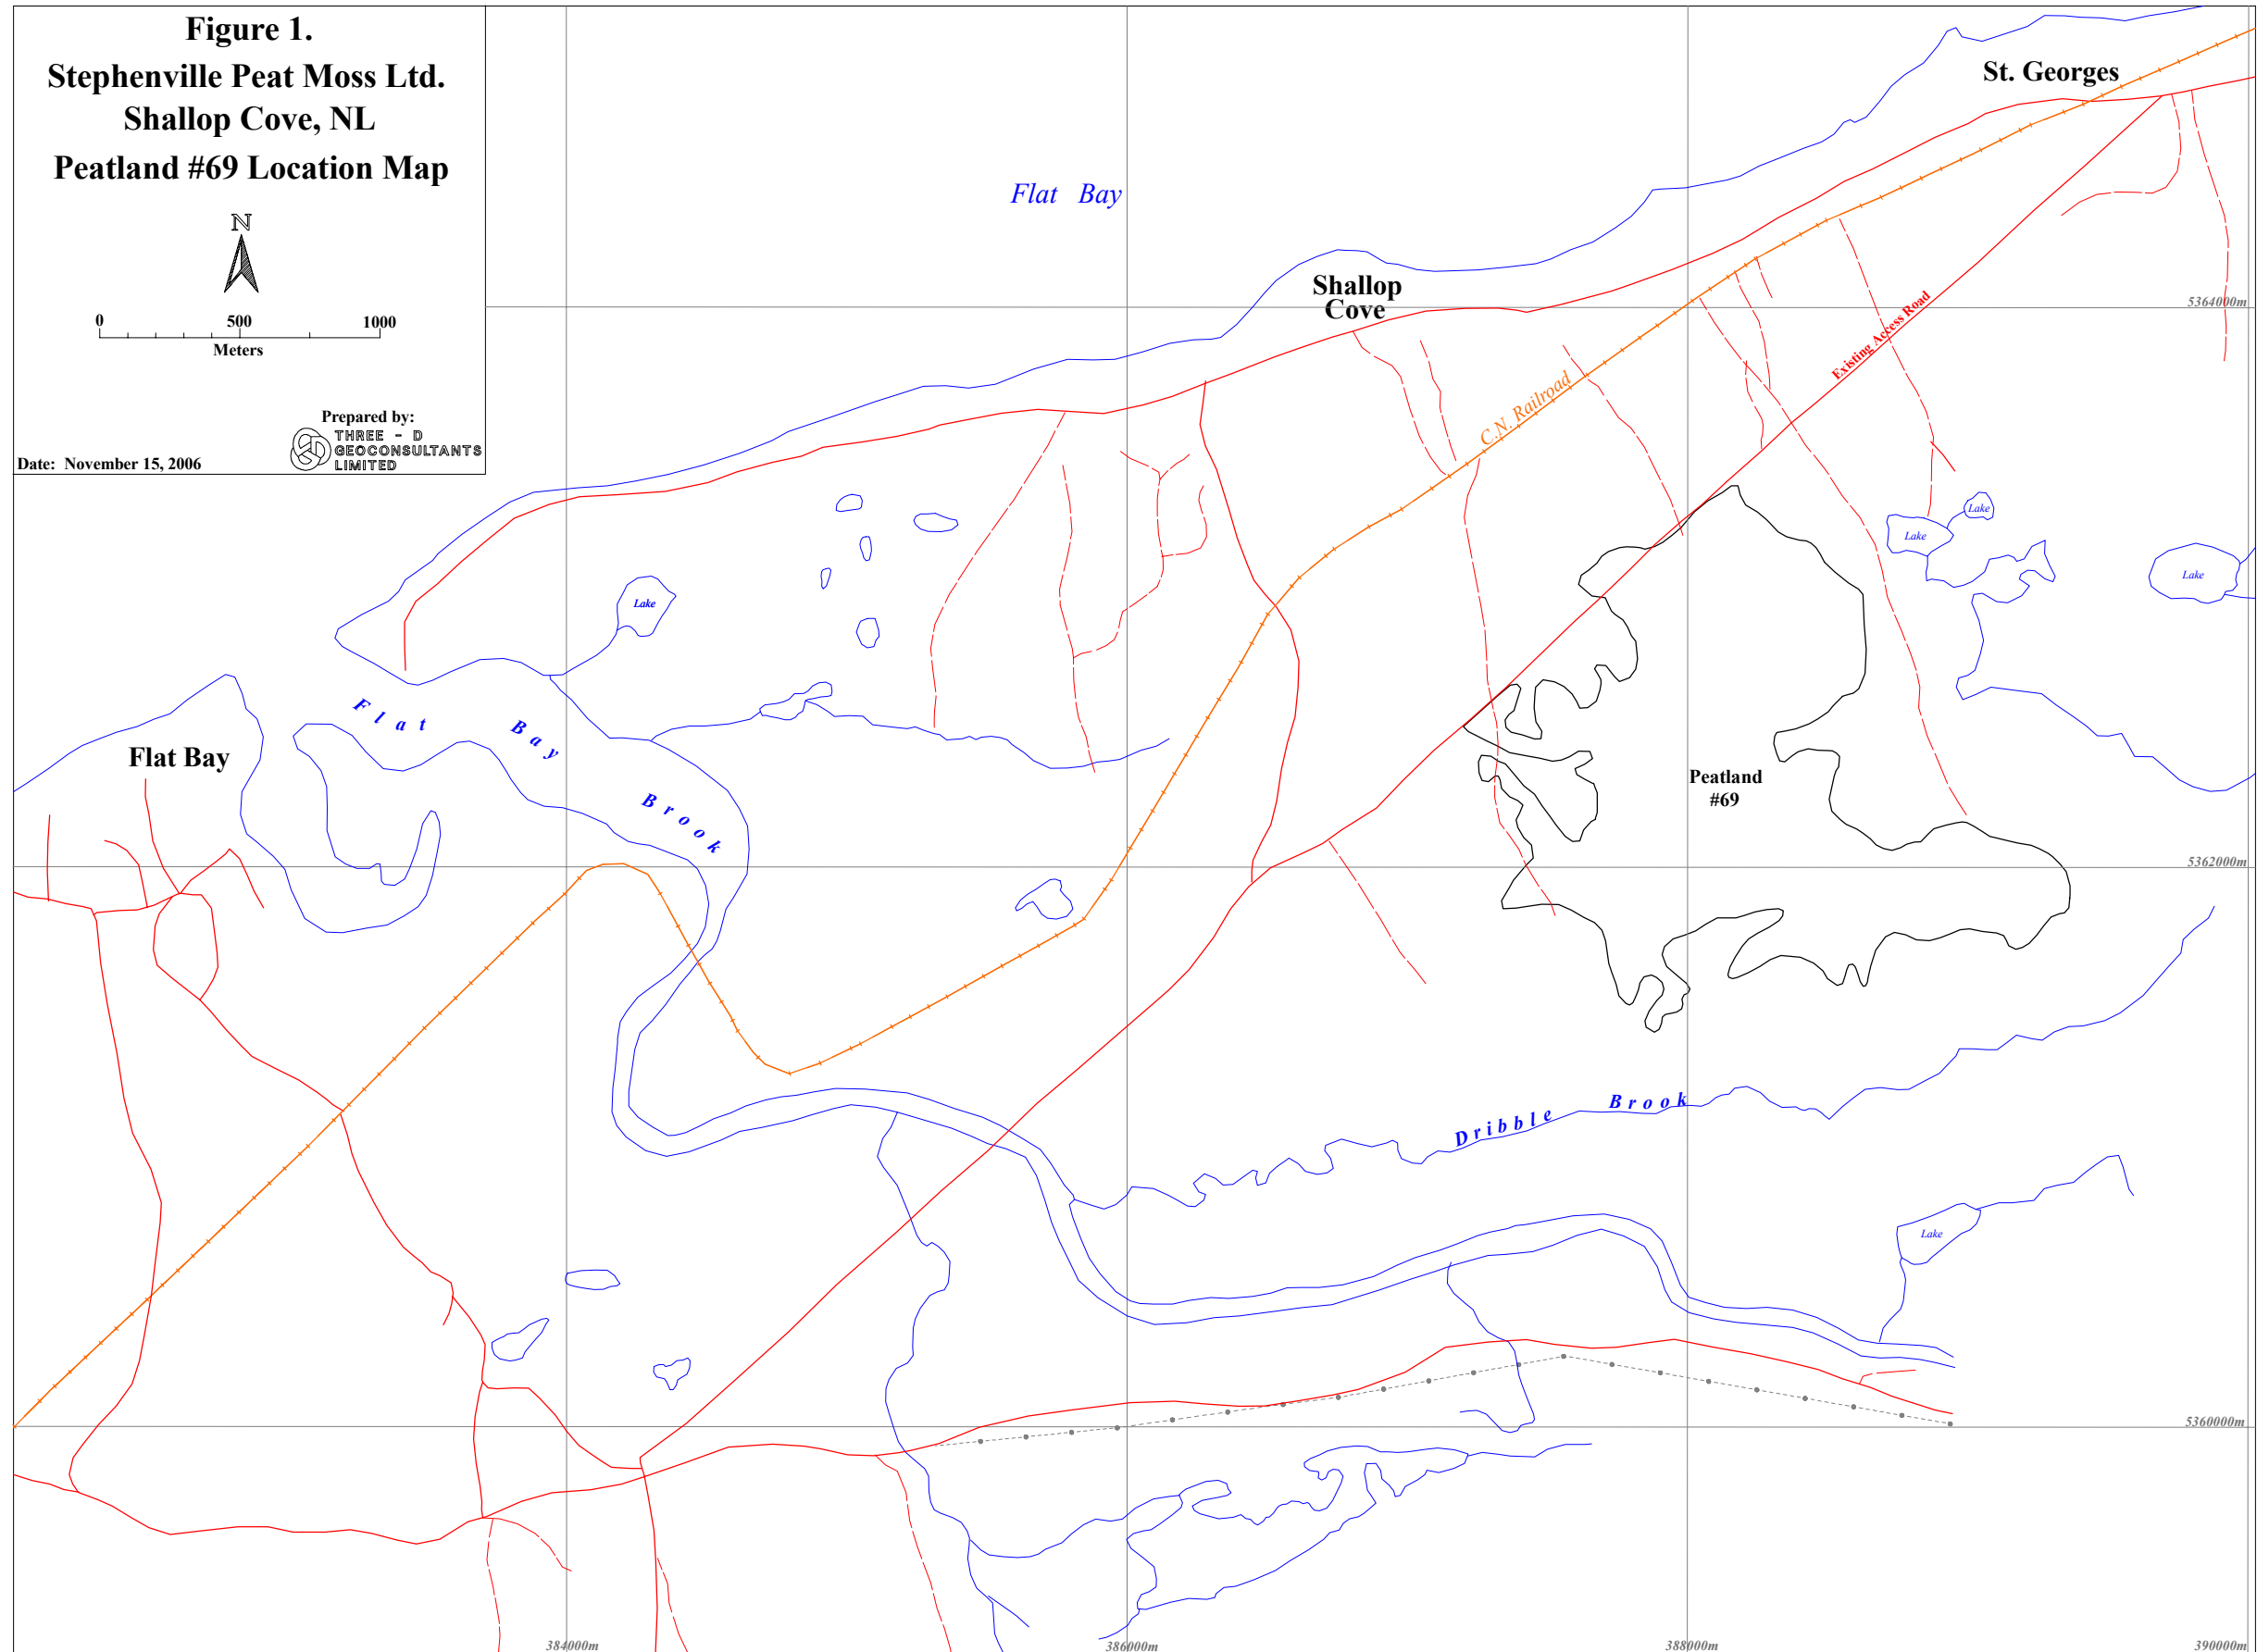 Figure 1.
Stephenville Peat Moss Ltd.
Shallop Cove, NL
Peatland #69 Location Map
N
0 500 1000
Meters
Prepared by:
THREE - D
GEOCONSULTANTS
LIMITED
Date: November 15, 2006
St. Georges
Flat Bay
Shallop
Cove
5364000m
Existing Access Road
C.N. Railroad
Lake
Lake
Lake
Lake
Flat Bay Brook
Flat Bay
Peatland
#69
5362000m
Dribble Brook
Lake
5360000m
384000m
386000m
388000m
390000m